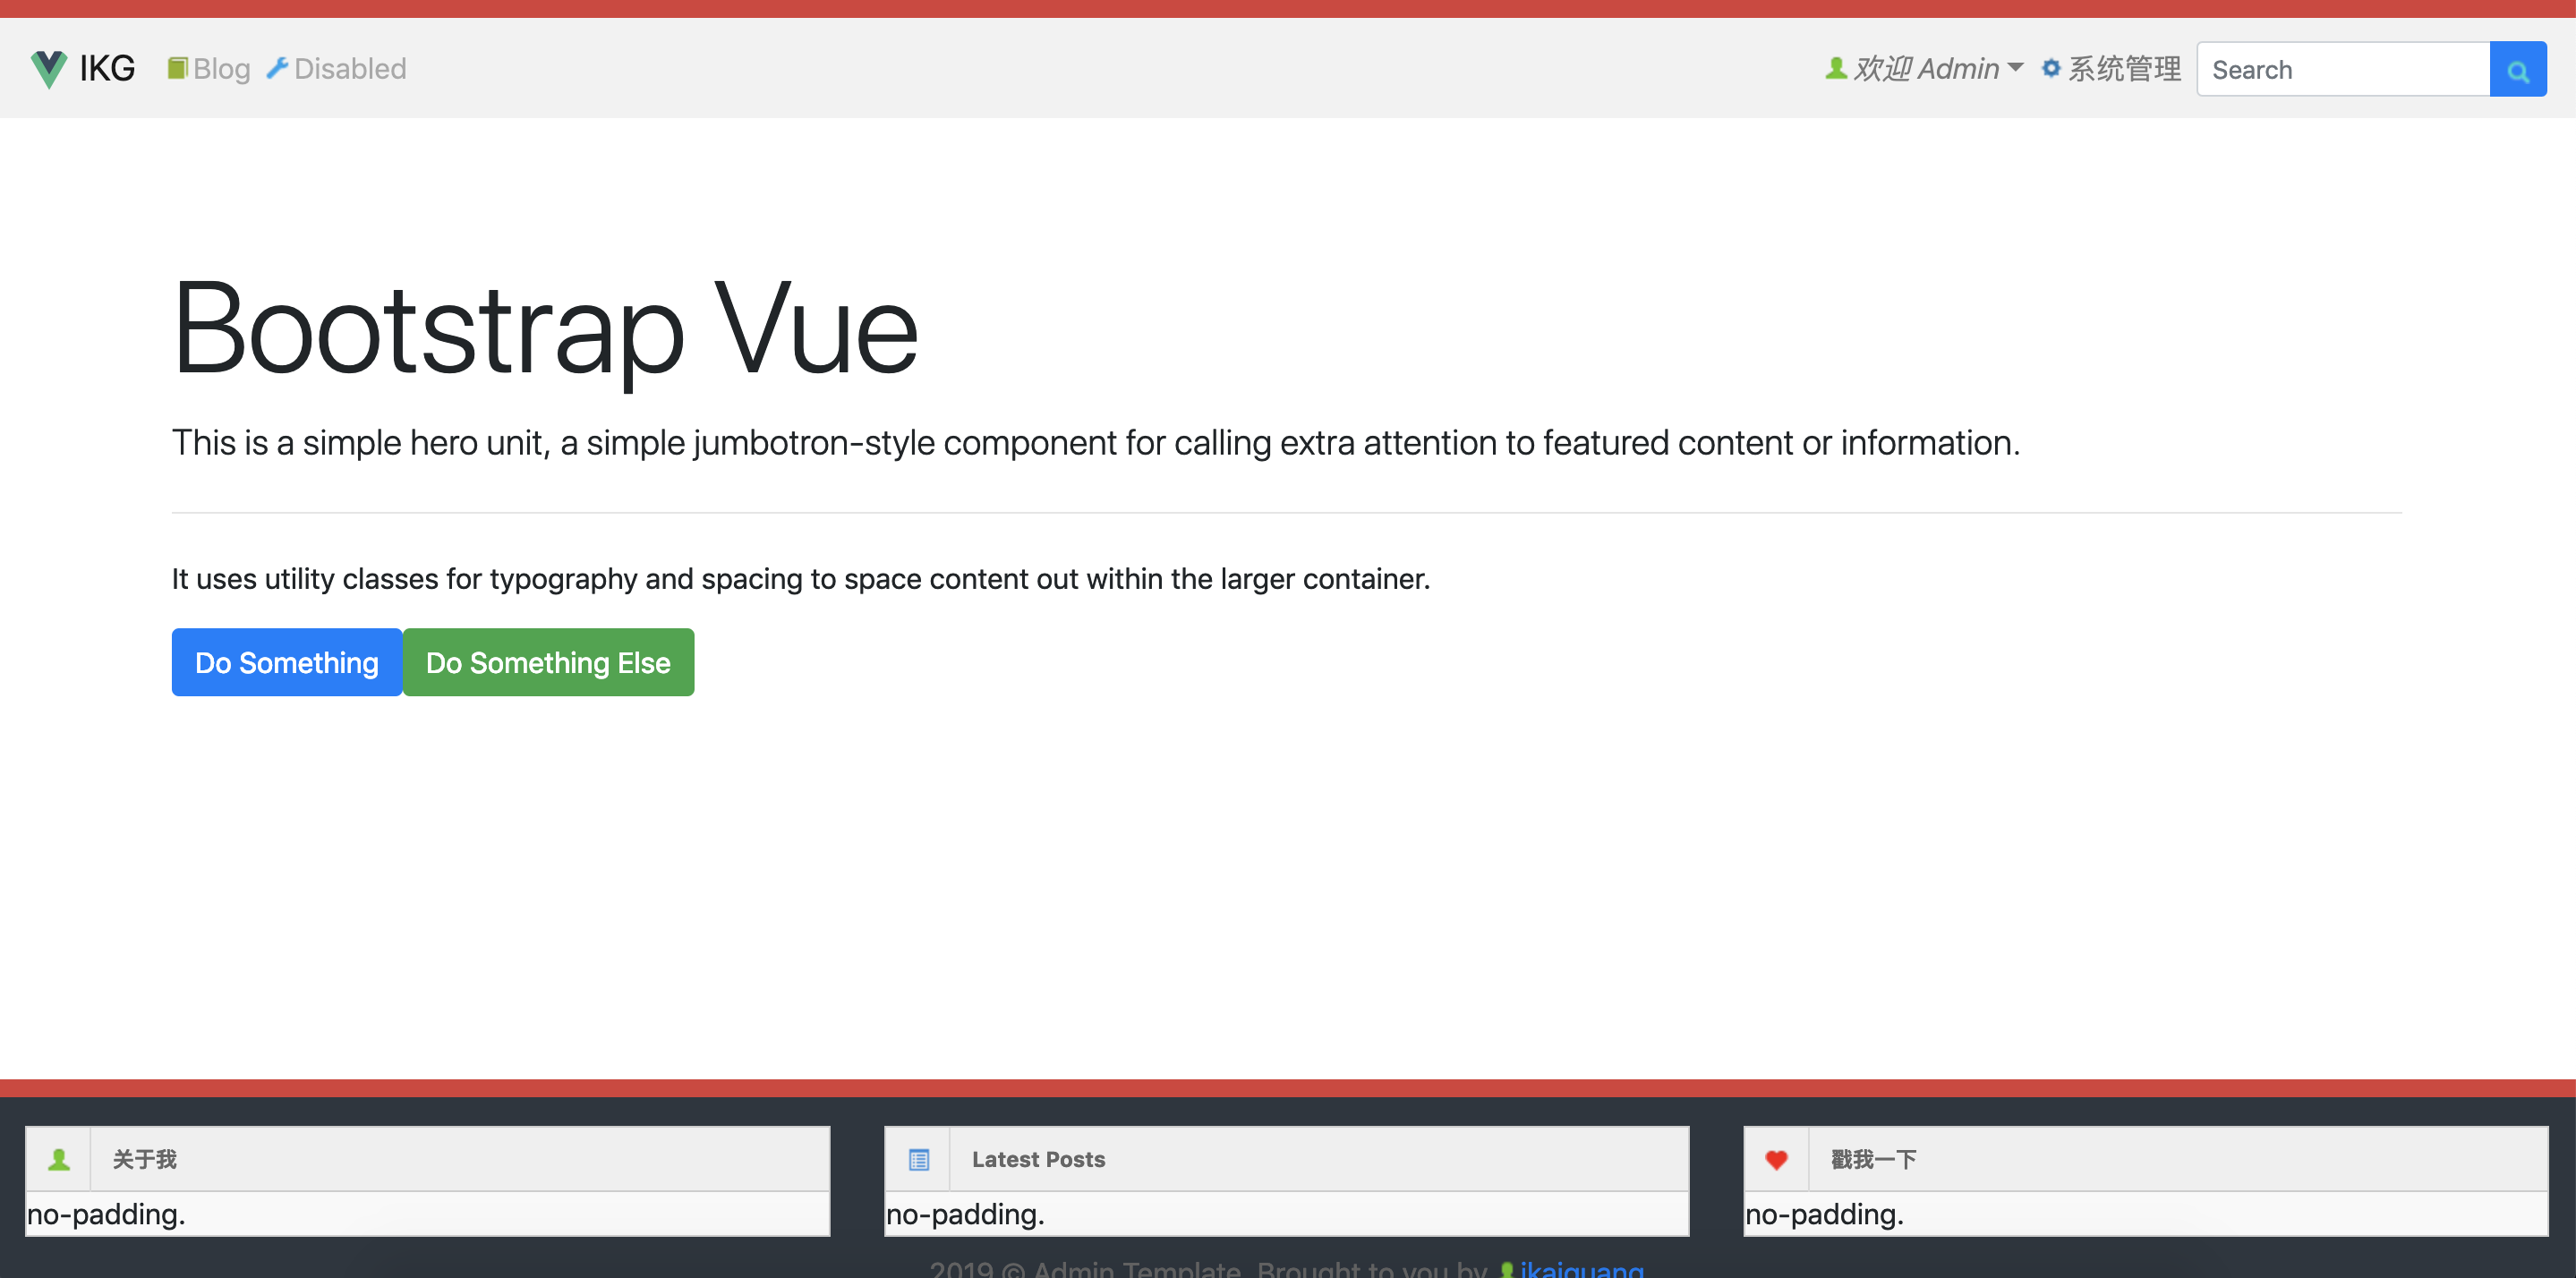 IKG Blog Disabled 欢迎 Admin 系统管理 Search
Bootstrap Vue
This is a simple hero unit, a simple jumbotron-style component for calling extra attention to featured content or information.
It uses utility classes for typography and spacing to space content out within the larger container.
Do Something Do Something Else
关于我 Latest Posts 戳我一下
no-padding. no-padding. no-padding.
2019 © Admin Template. Brought to you by ikaiguang